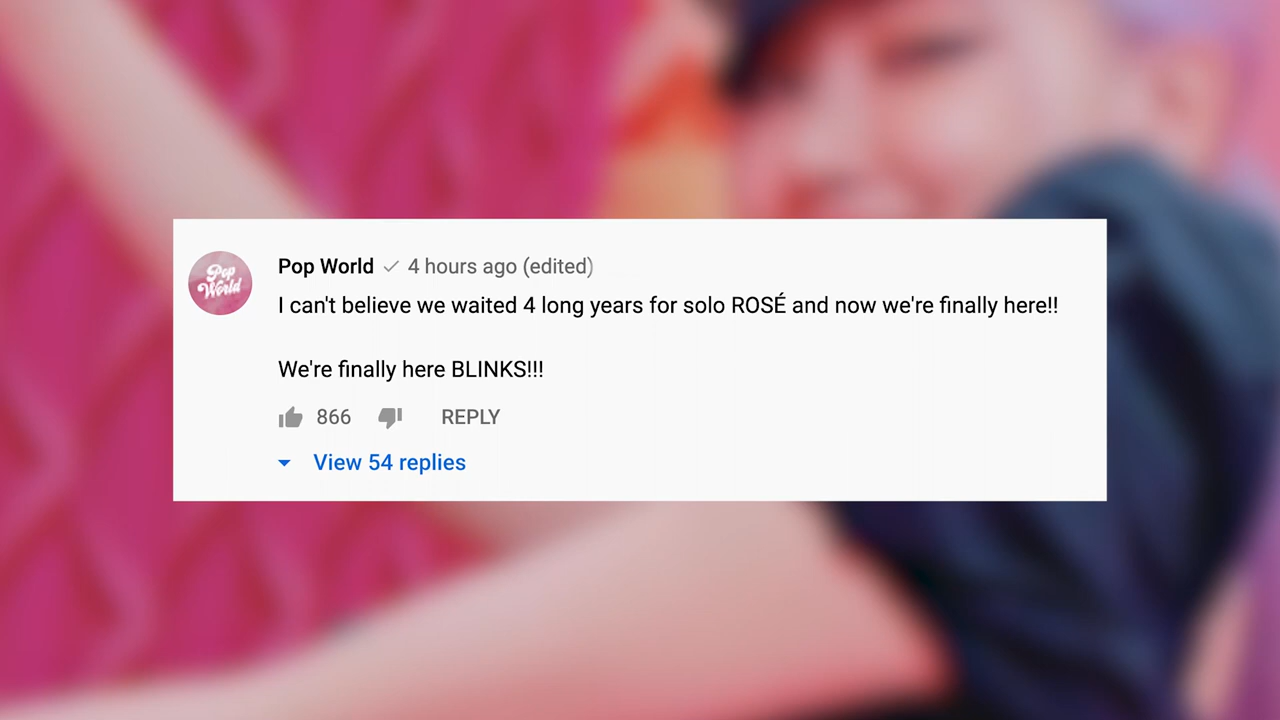 Pop World
Pop World 4 hours ago (edited)
I can't believe we waited 4 long years for solo ROSÉ and now we're finally here!!
We're finally here BLINKS!!!
866 REPLY
View 54 replies